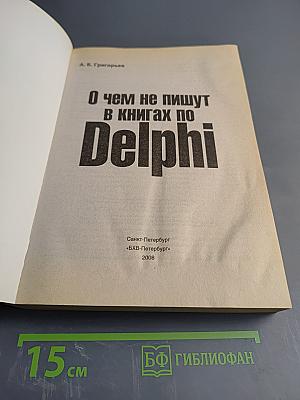 А. Б. Григорьев
О чем не пишут
в книгах по
Delphi
Санкт-Петербург
«БХВ-Петербург»
2008
15 см
БФ БИБЛИОФАН